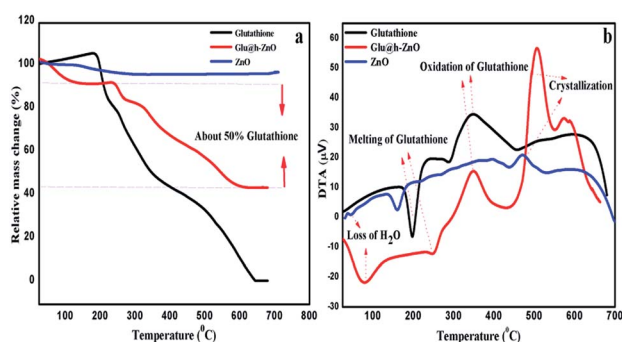 120
100
80
60
40
20
0
0
100
200
300
400
500
600
700
800
Relative mass change (%)
Temperature (⁰C)
Glutathione
Glu@h-ZnO
ZnO
a
About 50% Glutathione
60
50
40
30
20
10
0
-10
-20
-30
100
200
300
400
500
600
700
DTA (µV)
Temperature (⁰C)
Glutathione
Glu@h-ZnO
ZnO
b
Oxidation of Glutathione
Crystallization
Melting of Glutathione
Loss of H₂O